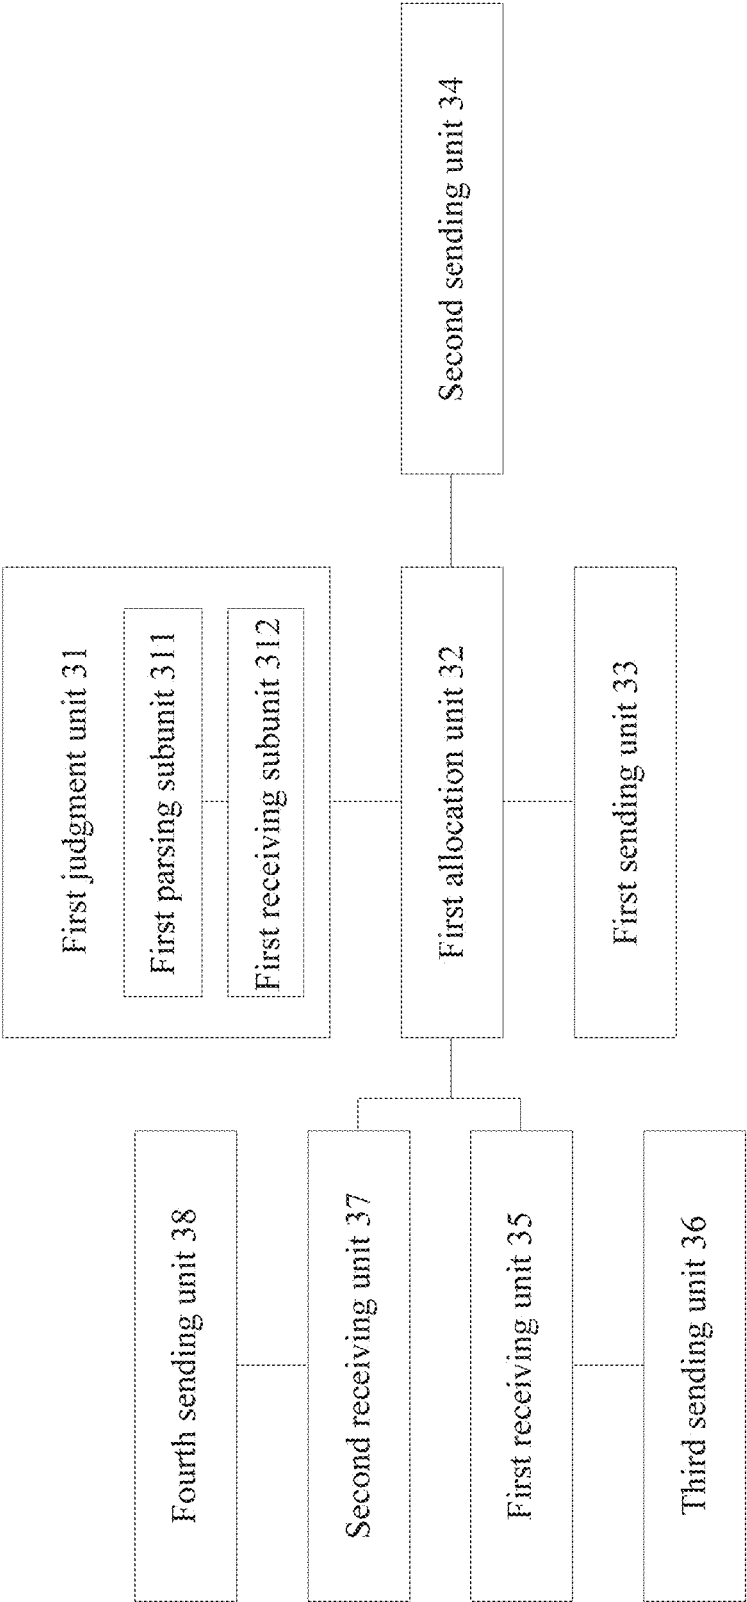 First judgment unit 31
First parsing subunit 311
First receiving subunit 312
Fourth sending unit 38
Second receiving unit 37
First allocation unit 32
Second sending unit 34
First receiving unit 35
First sending unit 33
Third sending unit 36